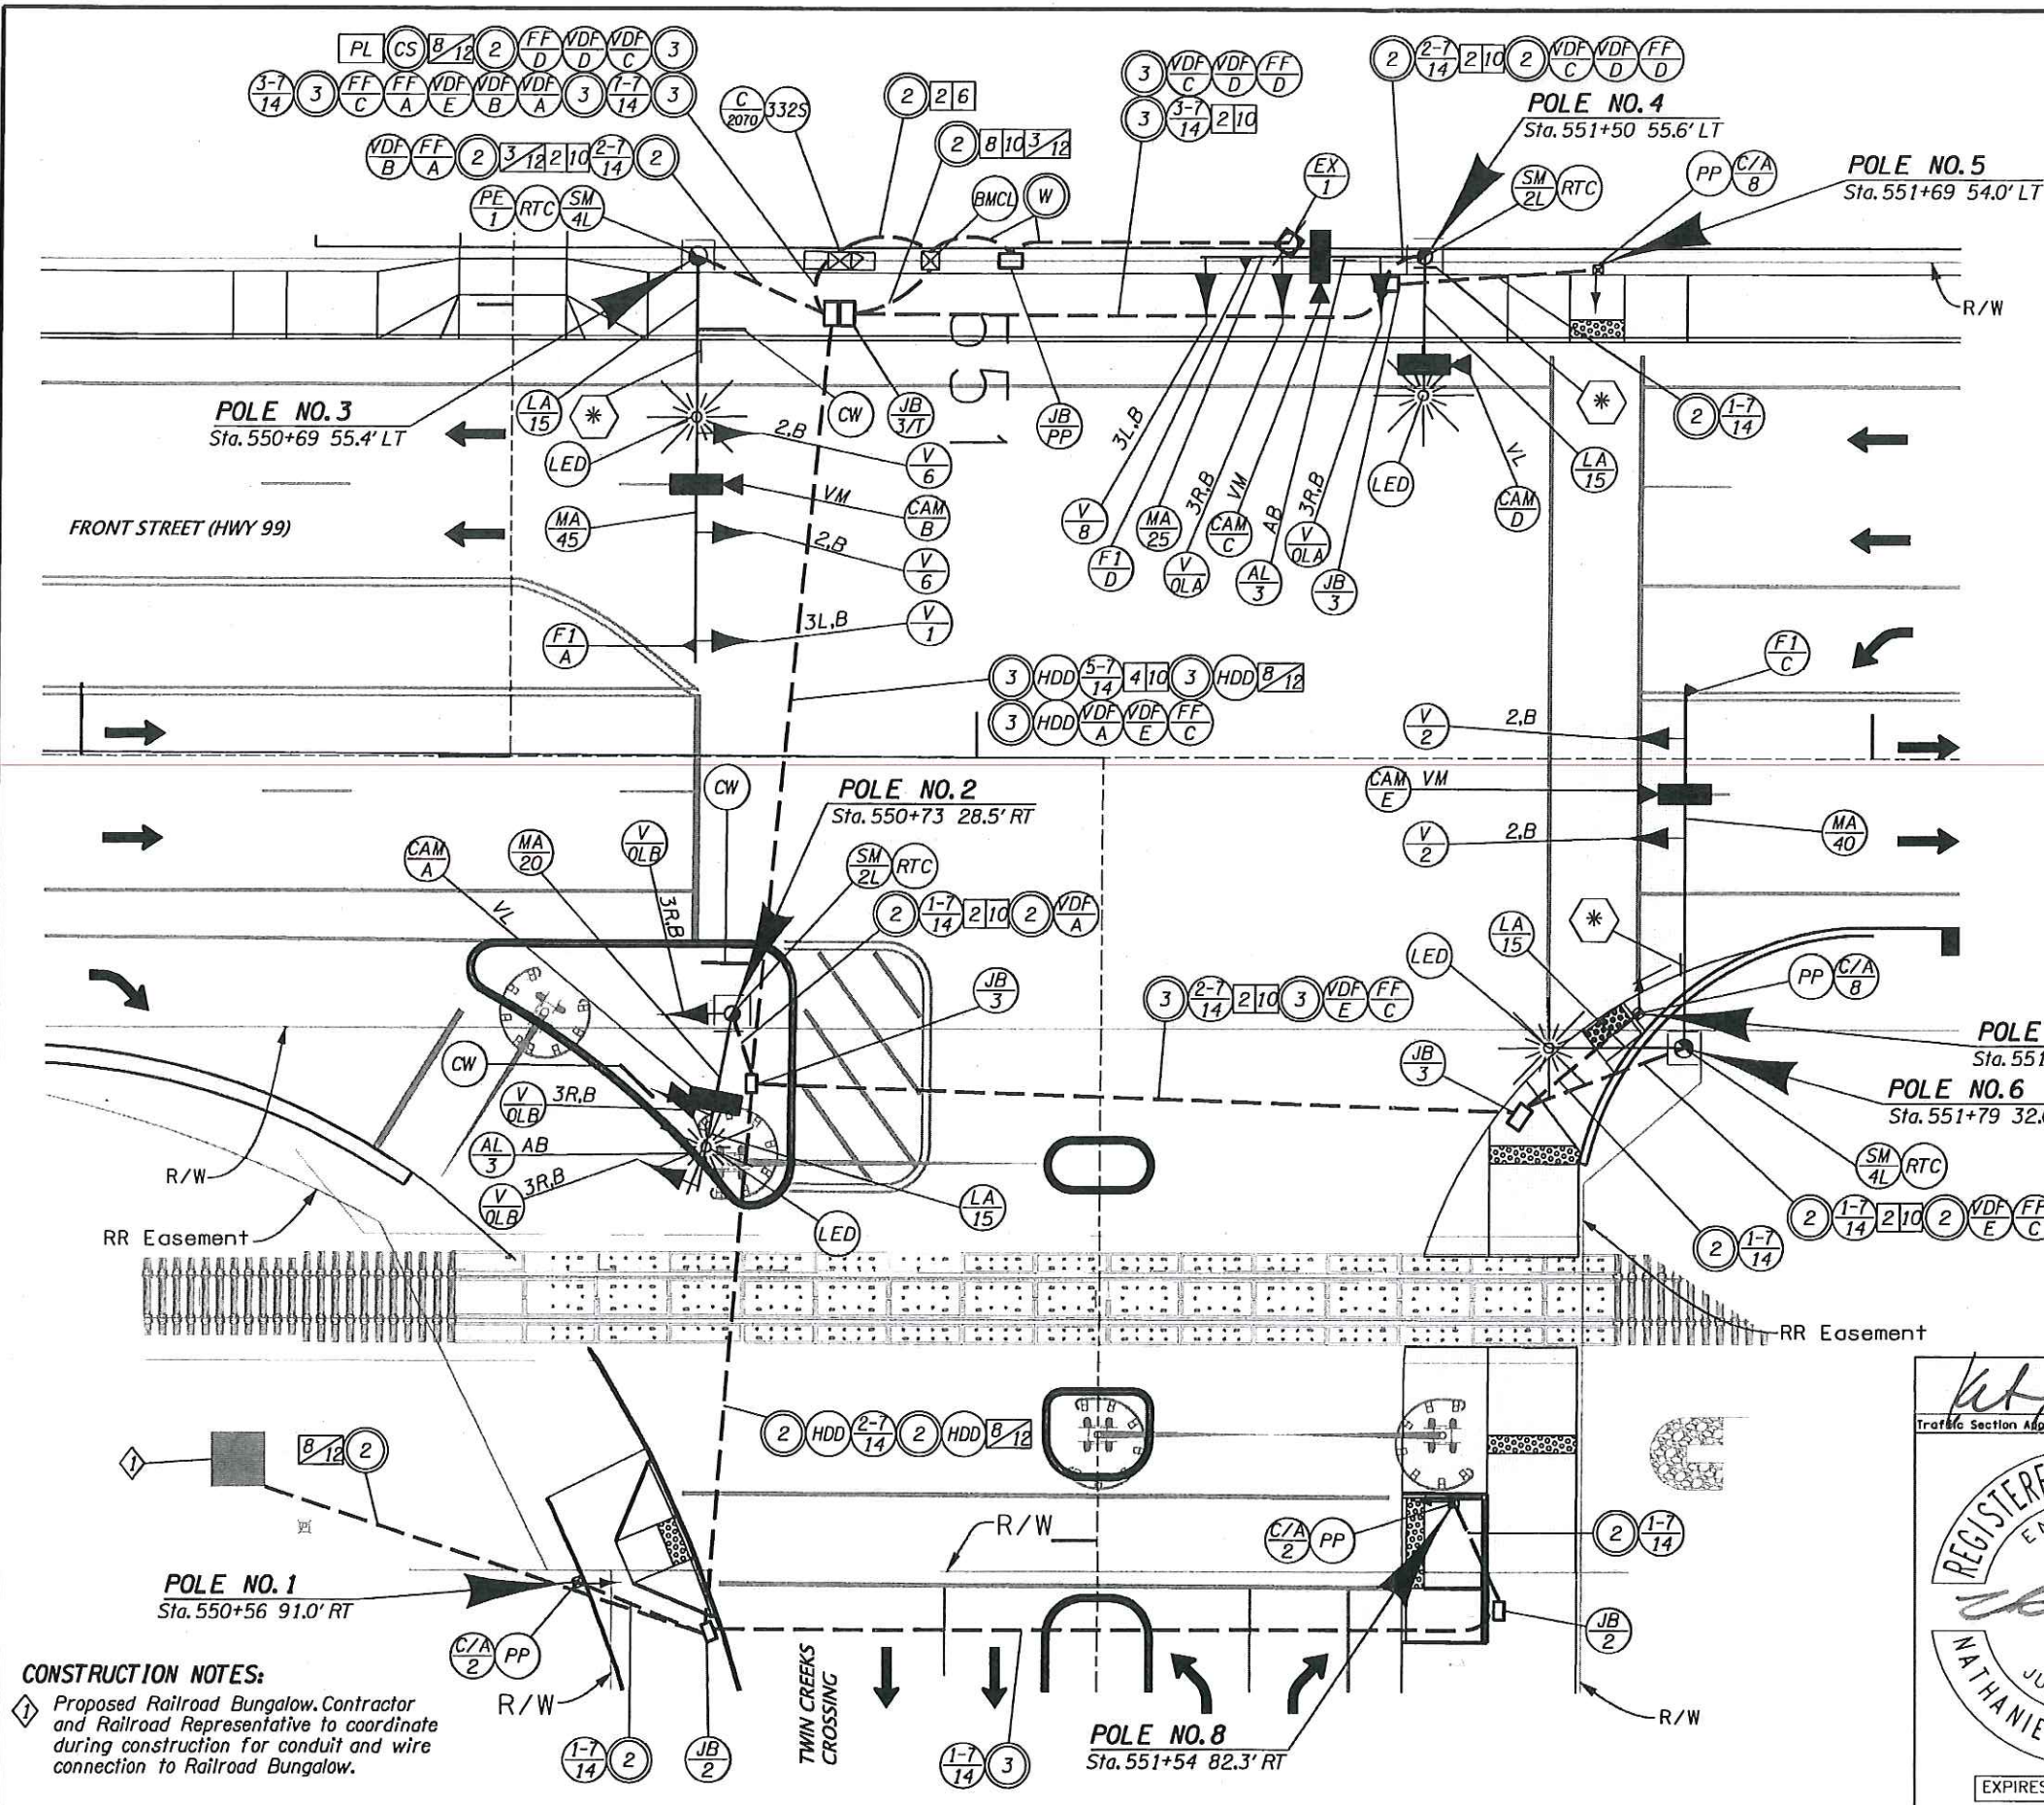 PL CS 8/12 2 FF/D VDF/D VDF/C 3
3-7/14 3 FF/C FF/A VDF/E VDF/B VDF/A 3 7-7/14 3
VDF/B FF/A 2 3/12 2 10 2-7/14 2
PE/1 RTC SM/4L
C/2070 332S
2 2 6
2 8 10 3/12
BMCL W
3 VDF/C VDF/D FF/D
3 3-7/14 2 10
EX/1
2 2-7/14 2 10 2 VDF/C VDF/D FF/D
POLE NO. 4
Sta. 551+50 55.6' LT
SM/2L RTC
PP C/A/8
POLE NO. 5
Sta. 551+69 54.0' LT
R/W
551
POLE NO. 3
Sta. 550+69 55.4' LT
LA/15 *
LED
CW
JB/3/T
JB/PP
2,B
V/6
VM
CAM/B
MA/45
2,B
V/6
3L,B
V/1
F1/A
FRONT STREET (HWY 99)
3L,B
V/8
F1/D
MA/25
3R,B
V/OLA
VM
CAM/C
AB
AL/3
3R,B
V/OLA
JB/3
LED
VL
CAM/D
LA/15
*
2 1-7/14
F1/C
3 HDD 5-7/14 4 10 3 HDD 8/12
3 HDD VDF/A VDF/E FF/C
V/2 2,B
CAM/E VM
V/2 2,B
MA/40
CW
POLE NO. 2
Sta. 550+73 28.5' RT
CAM/A
VL
MA/20
V/OLB
3R,B
SM/2L RTC
2 1-7/14 2 10 2 VDF/A
JB/3
3 2-7/14 2 10 3 VDF/E FF/C
LED
LA/15
*
PP C/A/8
JB/3
POLE
Sta. 551
POLE NO. 6
Sta. 551+79 32.
SM/4L RTC
2 1-7/14 2 10 2 VDF/E FF/C
2 1-7/14
CW
V/OLB 3R,B
AL/3 AB
V/OLB 3R,B
LA/15
LED
R/W
RR Easement
RR Easement
2 HDD 2-7/14 2 HDD 8/12
1
8/12 2
R/W
C/A/2 PP
2 1-7/14
JB/2
POLE NO. 1
Sta. 550+56 91.0' RT
C/A/2 PP
R/W
1-7/14 2
JB/2
TWIN CREEKS
CROSSING
1-7/14 3
POLE NO. 8
Sta. 551+54 82.3' RT
R/W
CONSTRUCTION NOTES:
1 Proposed Railroad Bungalow. Contractor
and Railroad Representative to coordinate
during construction for conduit and wire
connection to Railroad Bungalow.
Traffic Section
REGISTERE
NATHANIE
EXPIRES